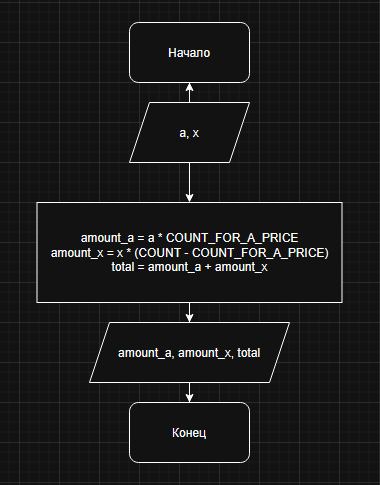 Начало
a, x
amount_a = a * COUNT_FOR_A_PRICE
amount_x = x * (COUNT - COUNT_FOR_A_PRICE)
total = amount_a + amount_x
amount_a, amount_x, total
Конец